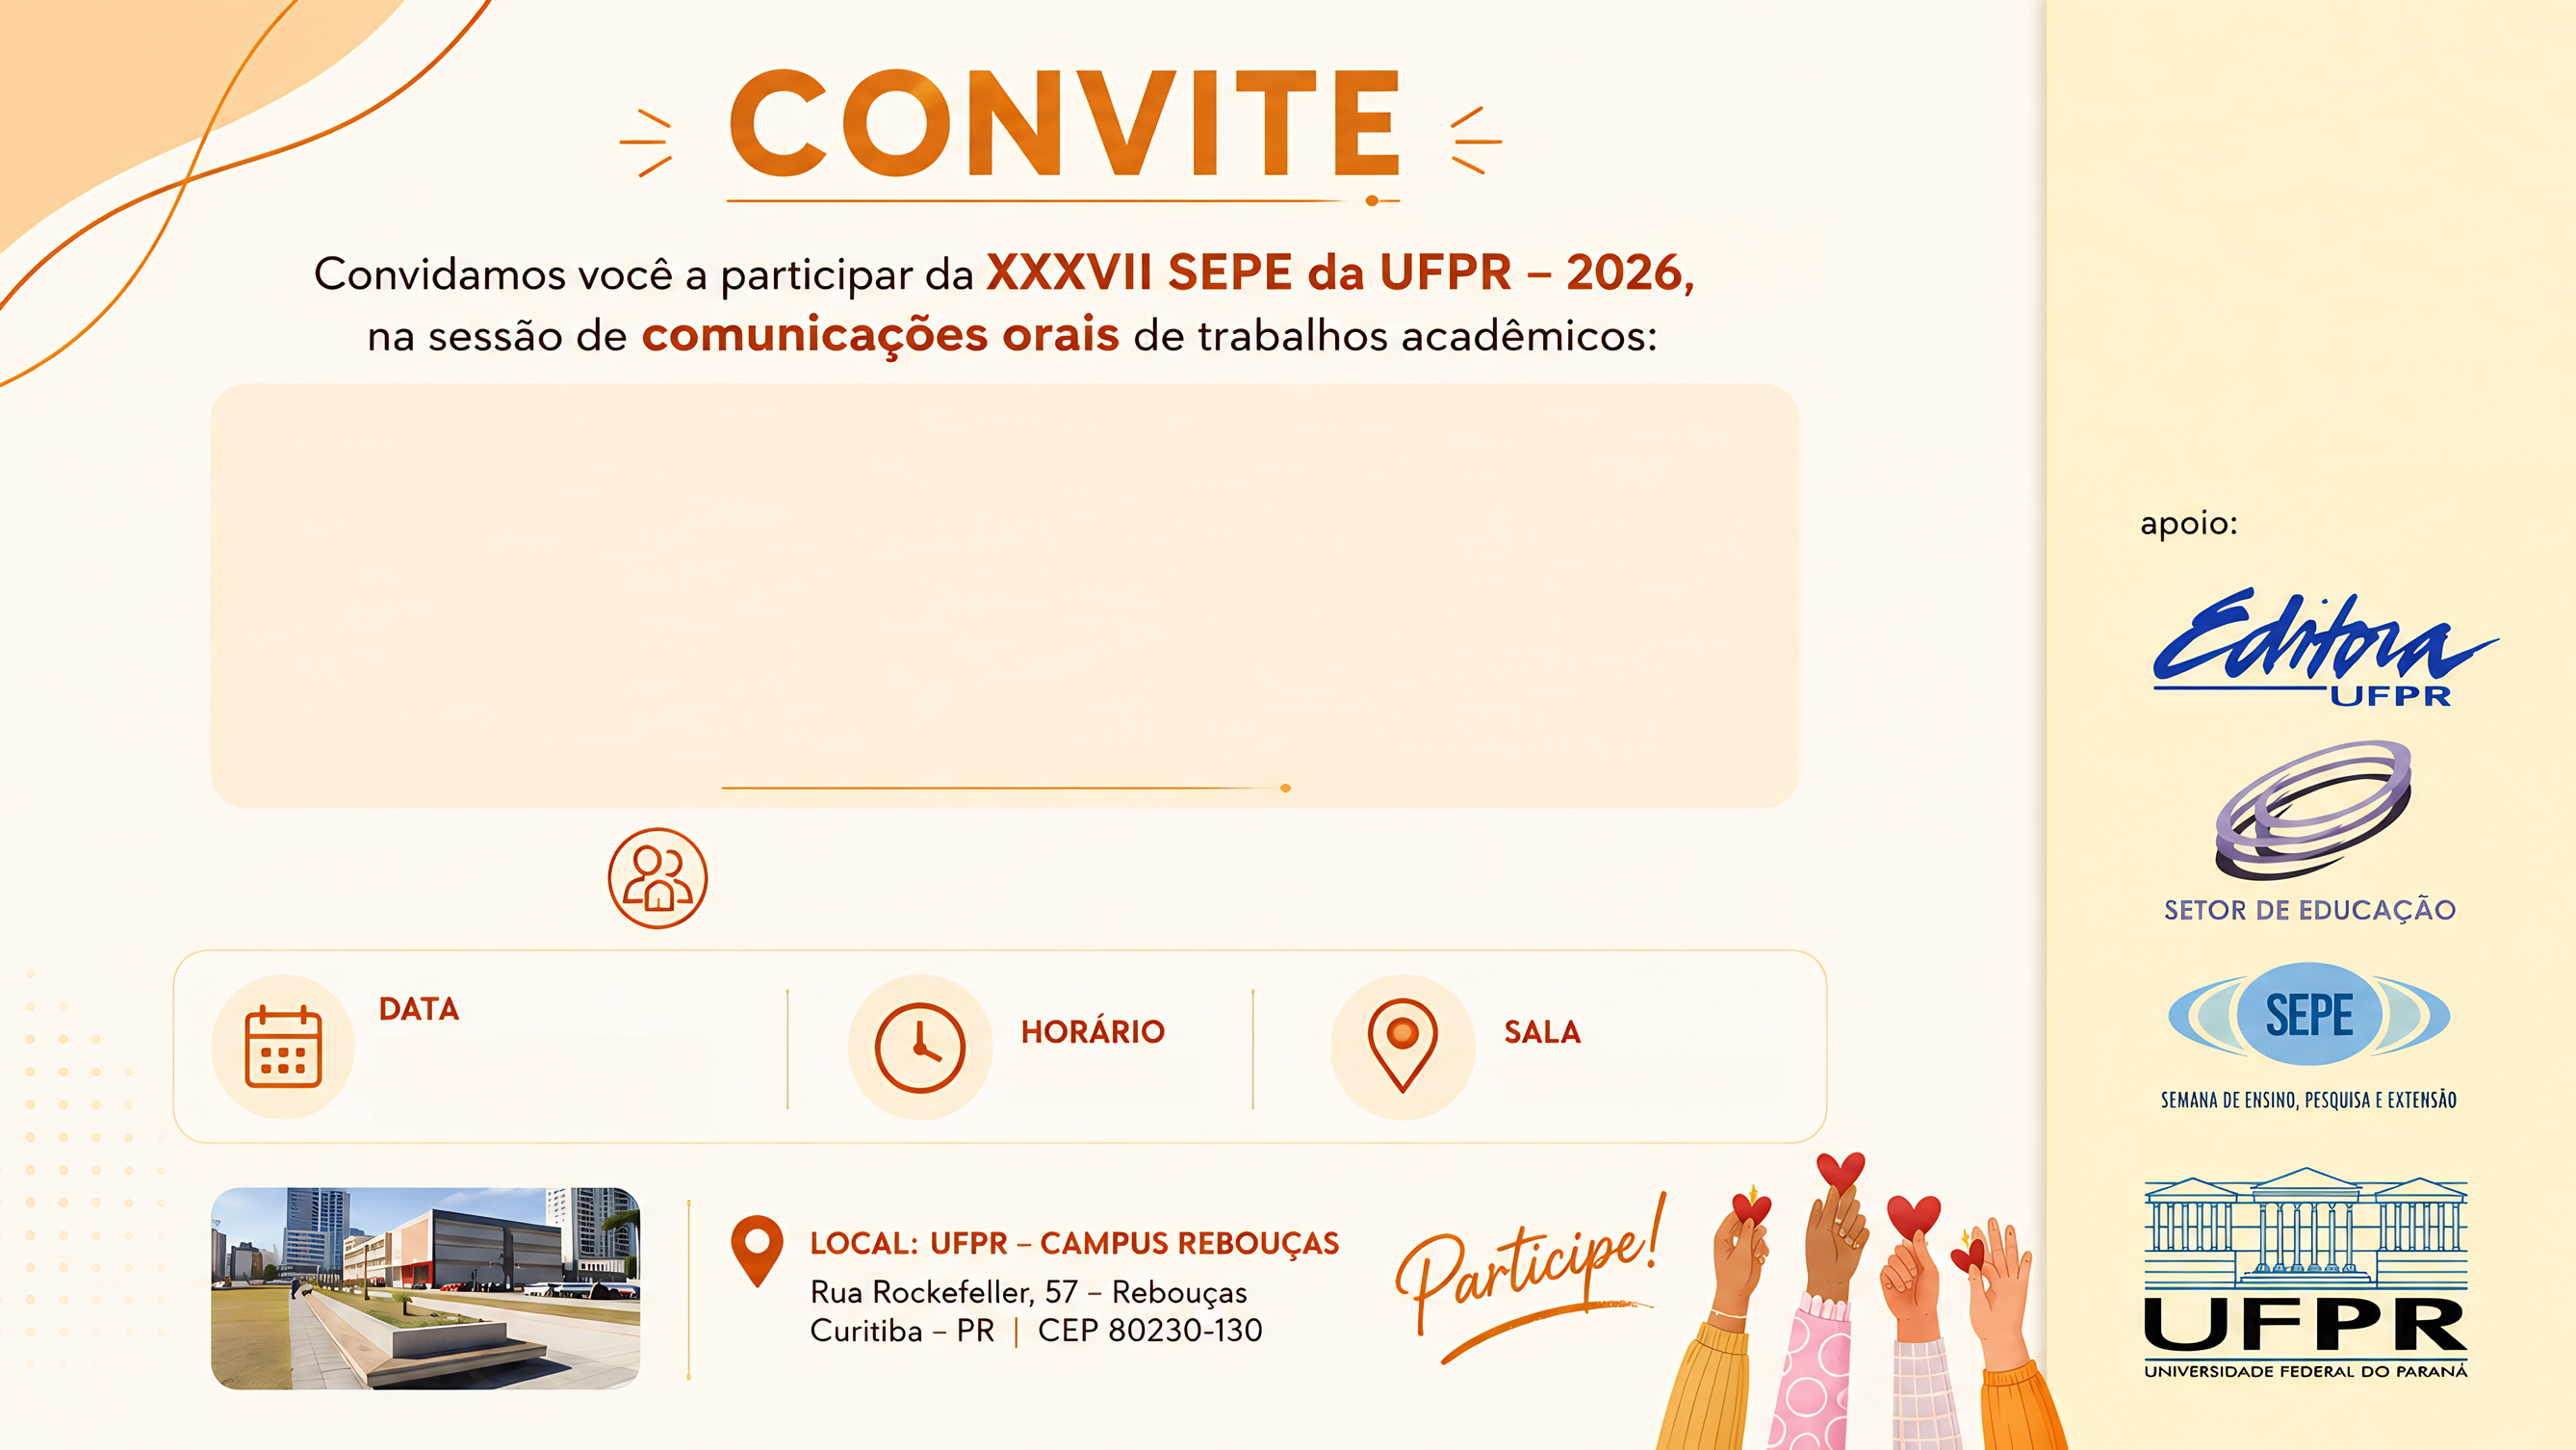 CONVITE
Convidamos você a participar da XXXVII SEPE da UFPR – 2026,
na sessão de comunicações orais de trabalhos acadêmicos:
DATA
HORÁRIO
SALA
LOCAL: UFPR – CAMPUS REBOUÇAS
Rua Rockefeller, 57 – Rebouças
Curitiba – PR | CEP 80230-130
Participe!
apoio:
Editora
UFPR
SETOR DE EDUCAÇÃO
SEPE
SEMANA DE ENSINO, PESQUISA E EXTENSÃO
UFPR
UNIVERSIDADE FEDERAL DO PARANÁ